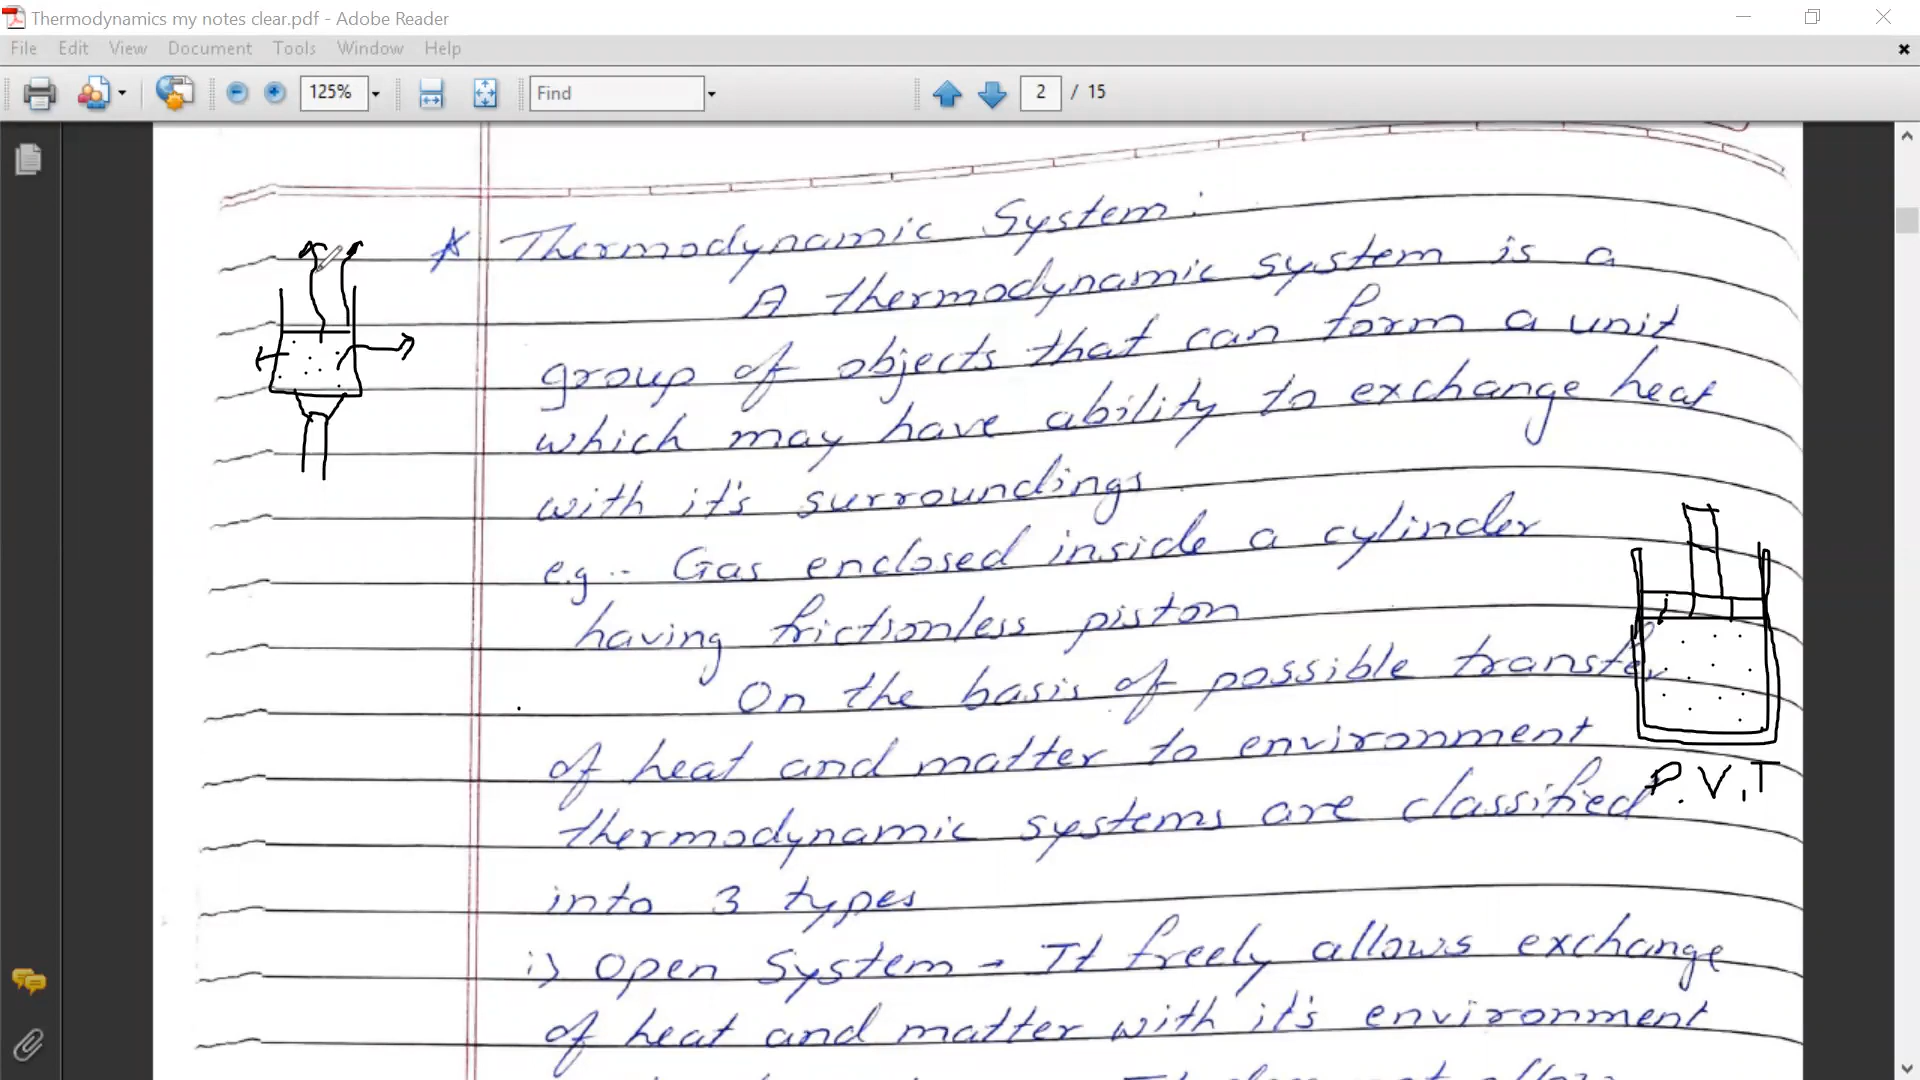 Thermodynamics my notes clear.pdf - Adobe Reader
File Edit View Document Tools Window Help
125% Find 2 / 15
* Thermodynamic System :
A thermodynamic system is a
group of objects that can form a unit
which may have ability to exchange heat
with it's surroundings
e.g :- Gas enclosed inside a cylinder
having frictionless piston
On the basis of possible transfer
of heat and matter to environment
P.V,T
thermodynamic systems are classified
into 3 types
i) Open System - It freely allows exchange
of heat and matter with it's environment